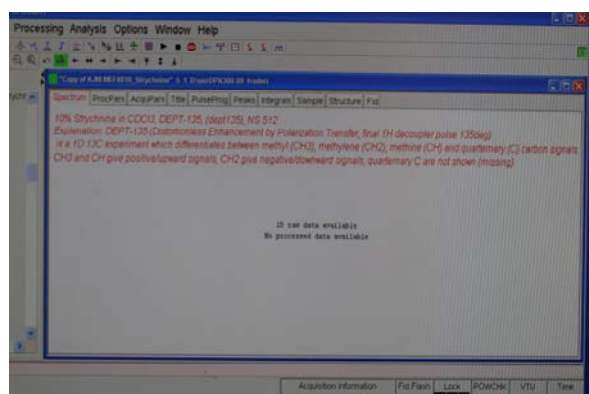 Processing Analysis Options Window Help
"Copy of KJM-MEF4010_Strychnine" 5 1
Spectrum ProcPars AcquPars Title PulseProg Peaks Integrals Sample Structure Fid
10% Strychnine in CDCl3, DEPT-135, (dept135), NS 512
Explanation: DEPT-135 (Distortionless Enhancement by Polarization Transfer, final 1H decoupler pulse 135deg)
is a 1D 13C experiment which differentiates between methyl (CH3), methylene (CH2), methine (CH) and quaternary (C) carbon signals
CH3 and CH give positive/upward signals, CH2 give negative/downward signals, quaternary C are not shown (missing).
1D raw data available
No processed data available
Acquisition information Fid Flash Lock POWCHK VTU Time